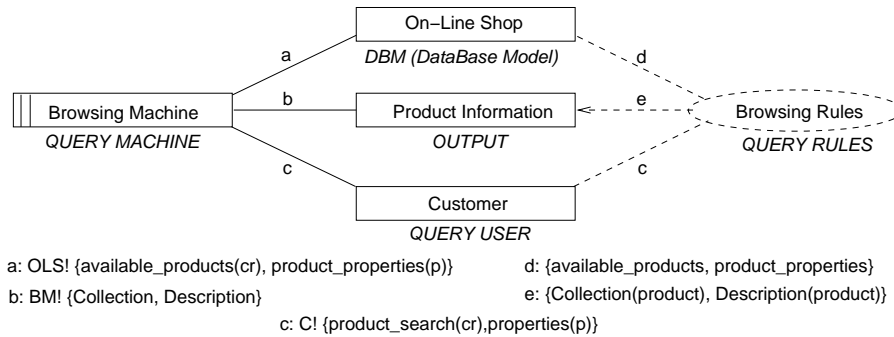 On–Line Shop
DBM (DataBase Model)
a
d
Browsing Machine
QUERY MACHINE
b
Product Information
OUTPUT
e
Browsing Rules
QUERY RULES
c
c
Customer
QUERY USER
a: OLS! {available_products(cr), product_properties(p)}
d: {available_products, product_properties}
b: BM! {Collection, Description}
e: {Collection(product), Description(product)}
c: C! {product_search(cr),properties(p)}